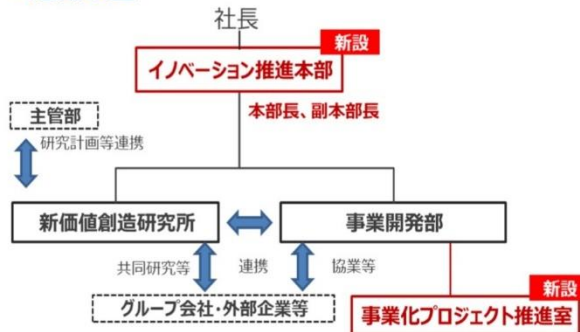 社長
新設
イノベーション推進本部
本部長、副本部長
主管部
研究計画等連携
新価値創造研究所
事業開発部
共同研究等
連携
協業等
グループ会社・外部企業等
新設
事業化プロジェクト推進室